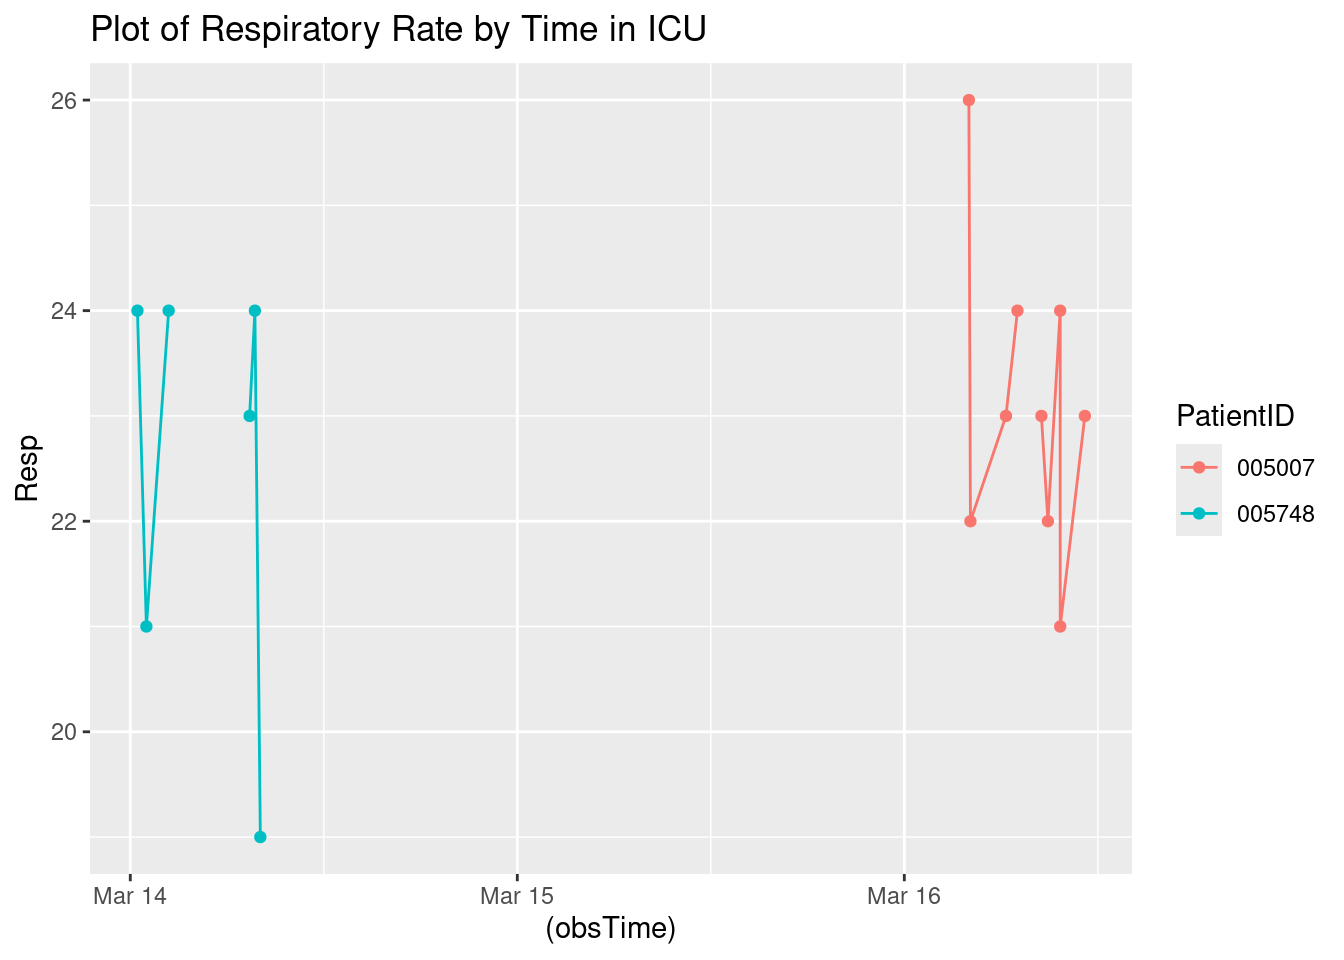 Plot of Respiratory Rate by Time in ICU
26
24
22
20
Resp
Mar 14
Mar 15
Mar 16
(obsTime)
PatientID
005007
005748